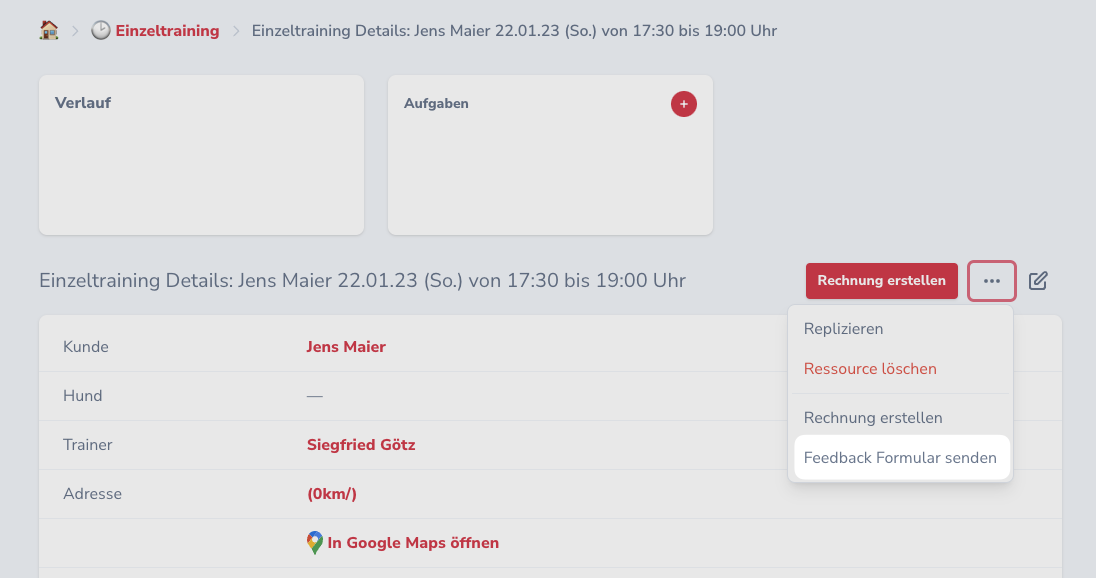 Einzeltraining
Einzeltraining Details: Jens Maier 22.01.23 (So.) von 17:30 bis 19:00 Uhr
Verlauf
Aufgaben
+
Einzeltraining Details: Jens Maier 22.01.23 (So.) von 17:30 bis 19:00 Uhr
Rechnung erstellen
Replizieren
Ressource löschen
Rechnung erstellen
Feedback Formular senden
Kunde Jens Maier
Hund —
Trainer Siegfried Götz
Adresse (0km/)
In Google Maps öffnen